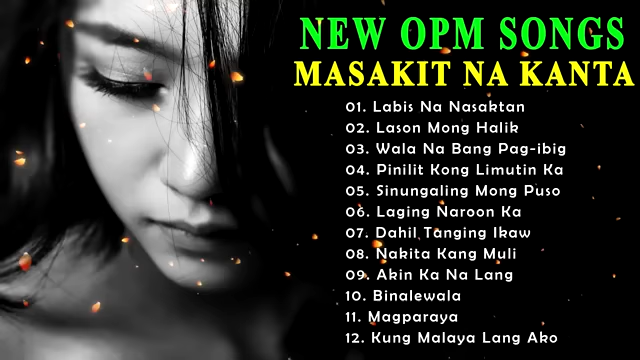 NEW OPM SONGS
MASAKIT NA KANTA
01. Labis Na Nasaktan
02. Lason Mong Halik
03. Wala Na Bang Pag-ibig
04. Pinilit Kong Limutin Ka
05. Sinungaling Mong Puso
06. Laging Naroon Ka
07. Dahil Tanging Ikaw
08. Nakita Kang Muli
09. Akin Ka Na Lang
10. Binalewala
11. Magparaya
12. Kung Malaya Lang Ako